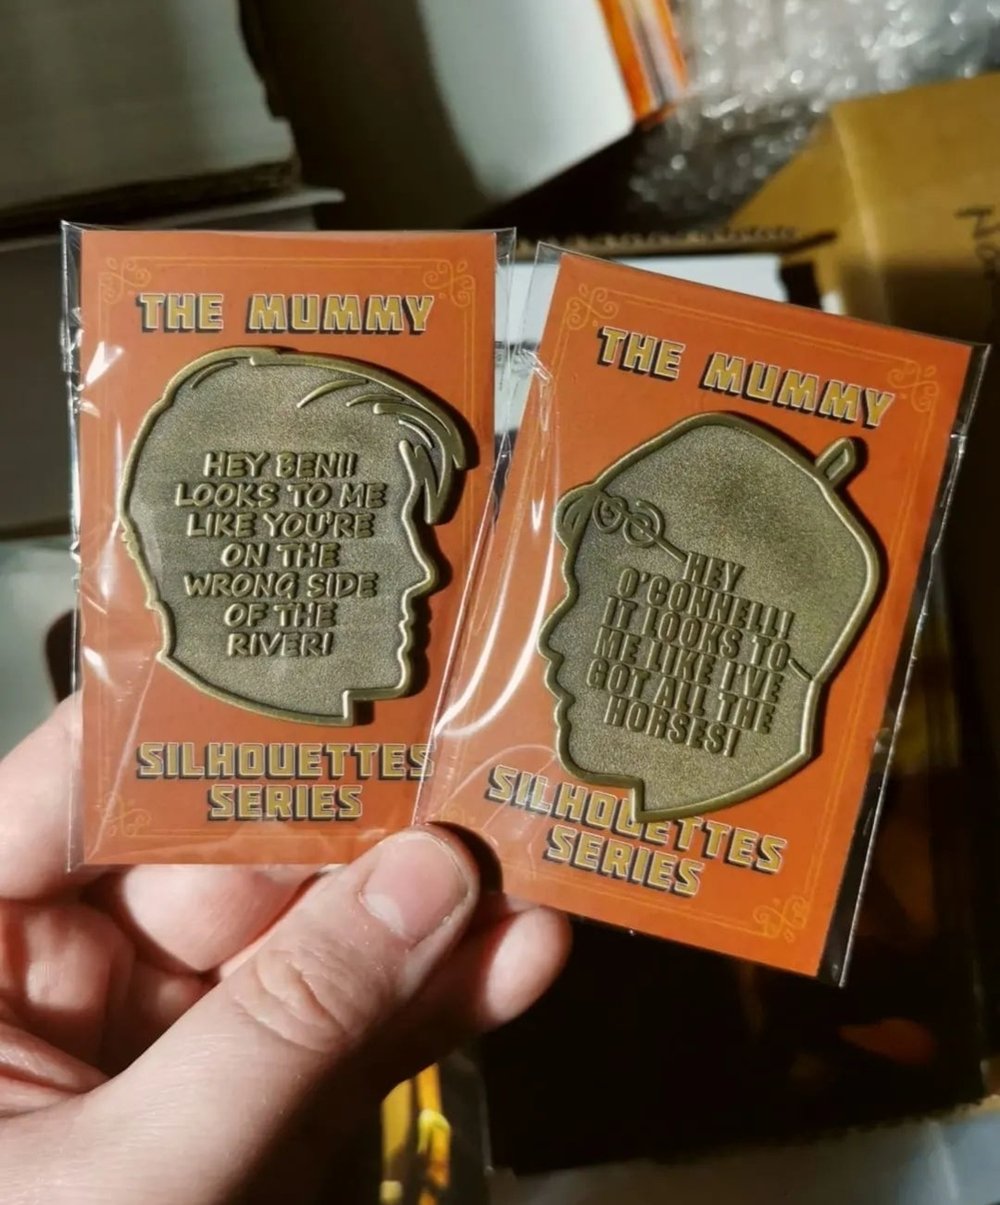 THE MUMMY
HEY BENI!
LOOKS TO ME
LIKE YOU'RE
ON THE
WRONG SIDE
OF THE
RIVER!
SILHOUETTES
SERIES
THE MUMMY
HEY
O'CONNELL!
IT LOOKS TO
ME LIKE I'VE
GOT ALL THE
HORSES!
SILHOUETTES
SERIES